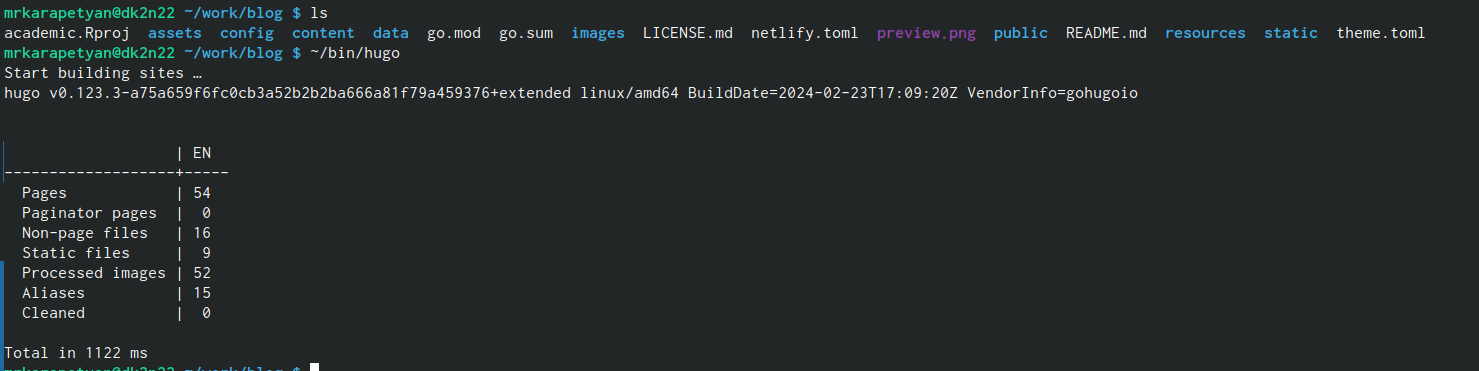 mrkarapetyan@dk2n22 ~/work/blog $ ls
academic.Rproj assets config content data go.mod go.sum images LICENSE.md netlify.toml preview.png public README.md resources static theme.toml
mrkarapetyan@dk2n22 ~/work/blog $ ~/bin/hugo
Start building sites …
hugo v0.123.3-a75a659f6fc0cb3a52b2b2ba666a81f79a459376+extended linux/amd64 BuildDate=2024-02-23T17:09:20Z VendorInfo=gohugoio
| EN
-------------------+-----
Pages | 54
Paginator pages | 0
Non-page files | 16
Static files | 9
Processed images | 52
Aliases | 15
Cleaned | 0
Total in 1122 ms
mrkarapetyan@dk2n22 ~/work/blog $